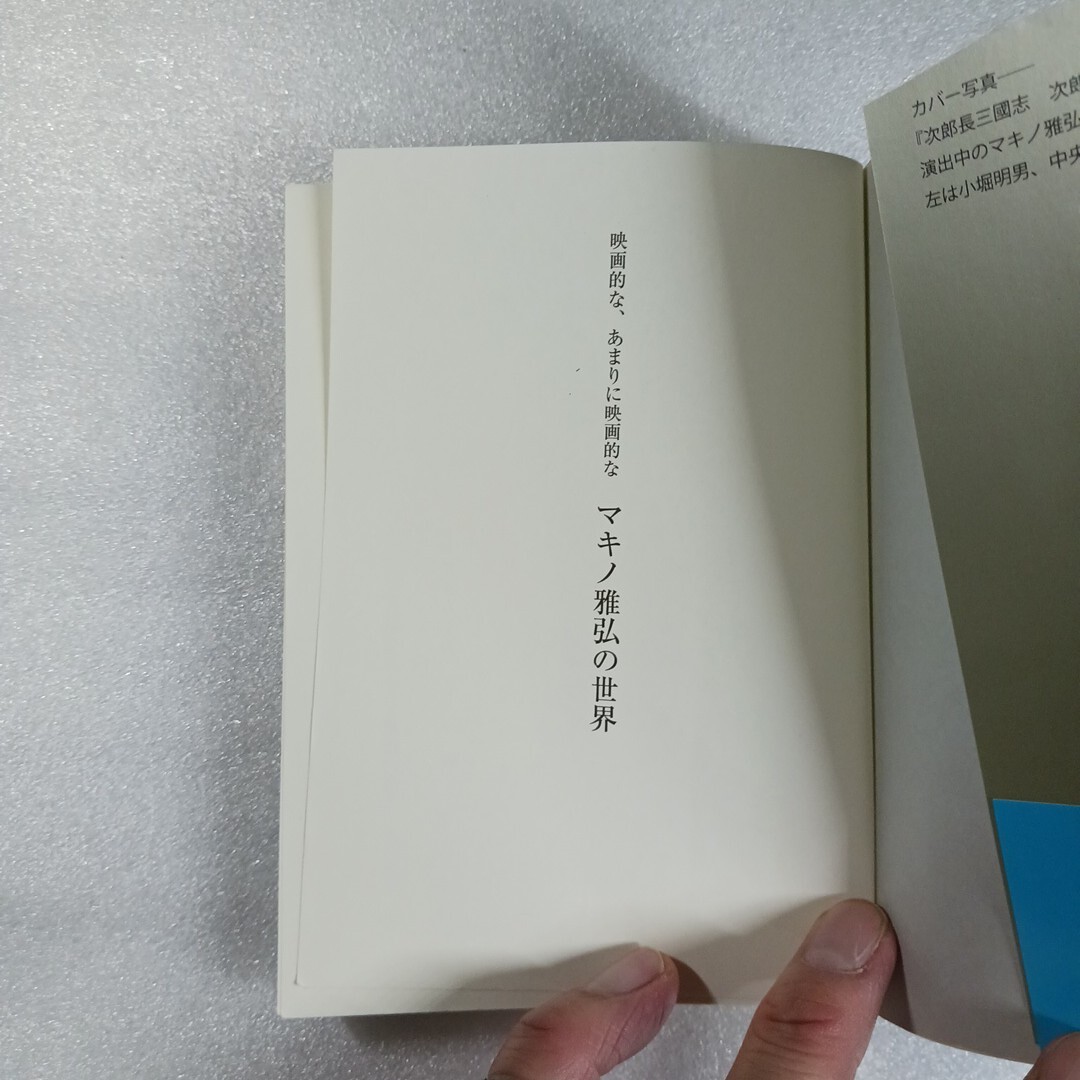 映画的な、あまりに映画的な　マキノ雅弘の世界
カバー写真──
『次郎長三國志　次郎
演出中のマキノ雅弘
左は小堀明男、中央